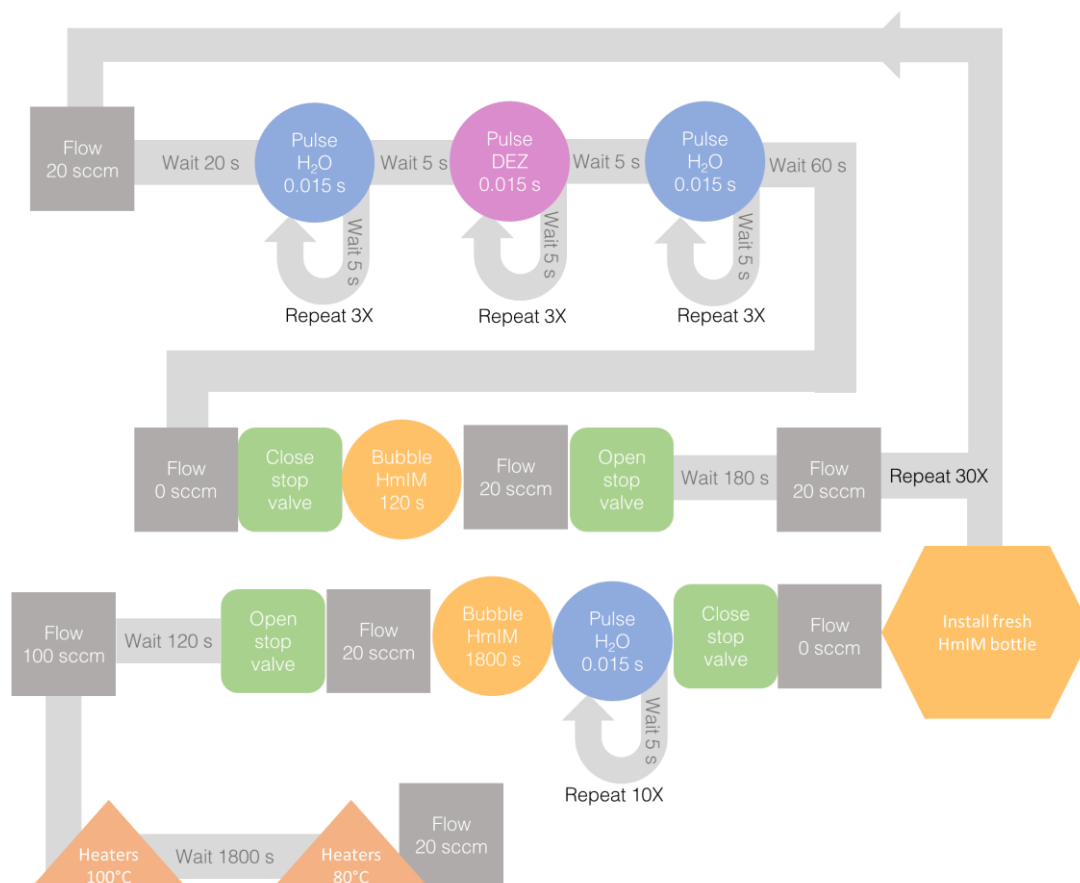 Flow
20 sccm
Wait 20 s
Pulse
H₂O
0.015 s
Wait 5 s
Pulse
DEZ
0.015 s
Wait 5 s
Pulse
H₂O
0.015 s
Wait 60 s
Wait 5 s
Wait 5 s
Wait 5 s
Repeat 3X
Repeat 3X
Repeat 3X
Flow
0 sccm
Close
stop
valve
Bubble
HmIM
120 s
Flow
20 sccm
Open
stop
valve
Wait 180 s
Flow
20 sccm
Repeat 30X
Install fresh
HmIM bottle
Flow
0 sccm
Close
stop
valve
Pulse
H₂O
0.015 s
Wait 5 s
Repeat 10X
Bubble
HmIM
1800 s
Flow
20 sccm
Open
stop
valve
Wait 120 s
Flow
100 sccm
Heaters
100°C
Wait 1800 s
Heaters
80°C
Flow
20 sccm